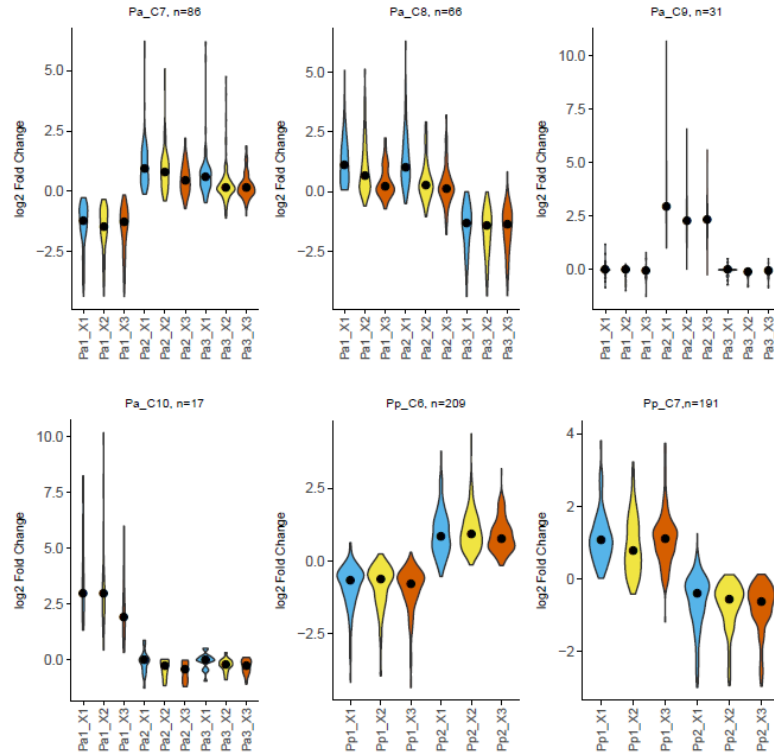 Pa_C7, n=86
log2 Fold Change
5.0
2.5
0.0
−2.5
Pa1_X1
Pa1_X2
Pa1_X3
Pa2_X1
Pa2_X2
Pa2_X3
Pa3_X1
Pa3_X2
Pa3_X3
Pa_C8, n=66
log2 Fold Change
5.0
2.5
0.0
−2.5
Pa1_X1
Pa1_X2
Pa1_X3
Pa2_X1
Pa2_X2
Pa2_X3
Pa3_X1
Pa3_X2
Pa3_X3
Pa_C9, n=31
log2 Fold Change
10.0
7.5
5.0
2.5
0.0
Pa1_X1
Pa1_X2
Pa1_X3
Pa2_X1
Pa2_X2
Pa2_X3
Pa3_X1
Pa3_X2
Pa3_X3
Pa_C10, n=17
log2 Fold Change
10.0
7.5
5.0
2.5
0.0
Pa1_X1
Pa1_X2
Pa1_X3
Pa2_X1
Pa2_X2
Pa2_X3
Pa3_X1
Pa3_X2
Pa3_X3
Pp_C6, n=209
log2 Fold Change
2.5
0.0
−2.5
Pp1_X1
Pp1_X2
Pp1_X3
Pp2_X1
Pp2_X2
Pp2_X3
Pp_C7,n=191
log2 Fold Change
4
2
0
−2
Pp1_X1
Pp1_X2
Pp1_X3
Pp2_X1
Pp2_X2
Pp2_X3